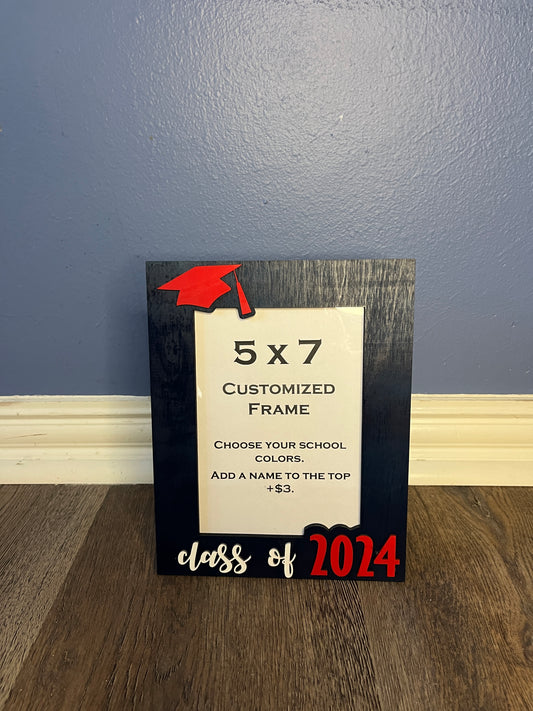 5 x 7
Customized
Frame
Choose your school
colors.
Add a name to the top
+$3.
class of 2024